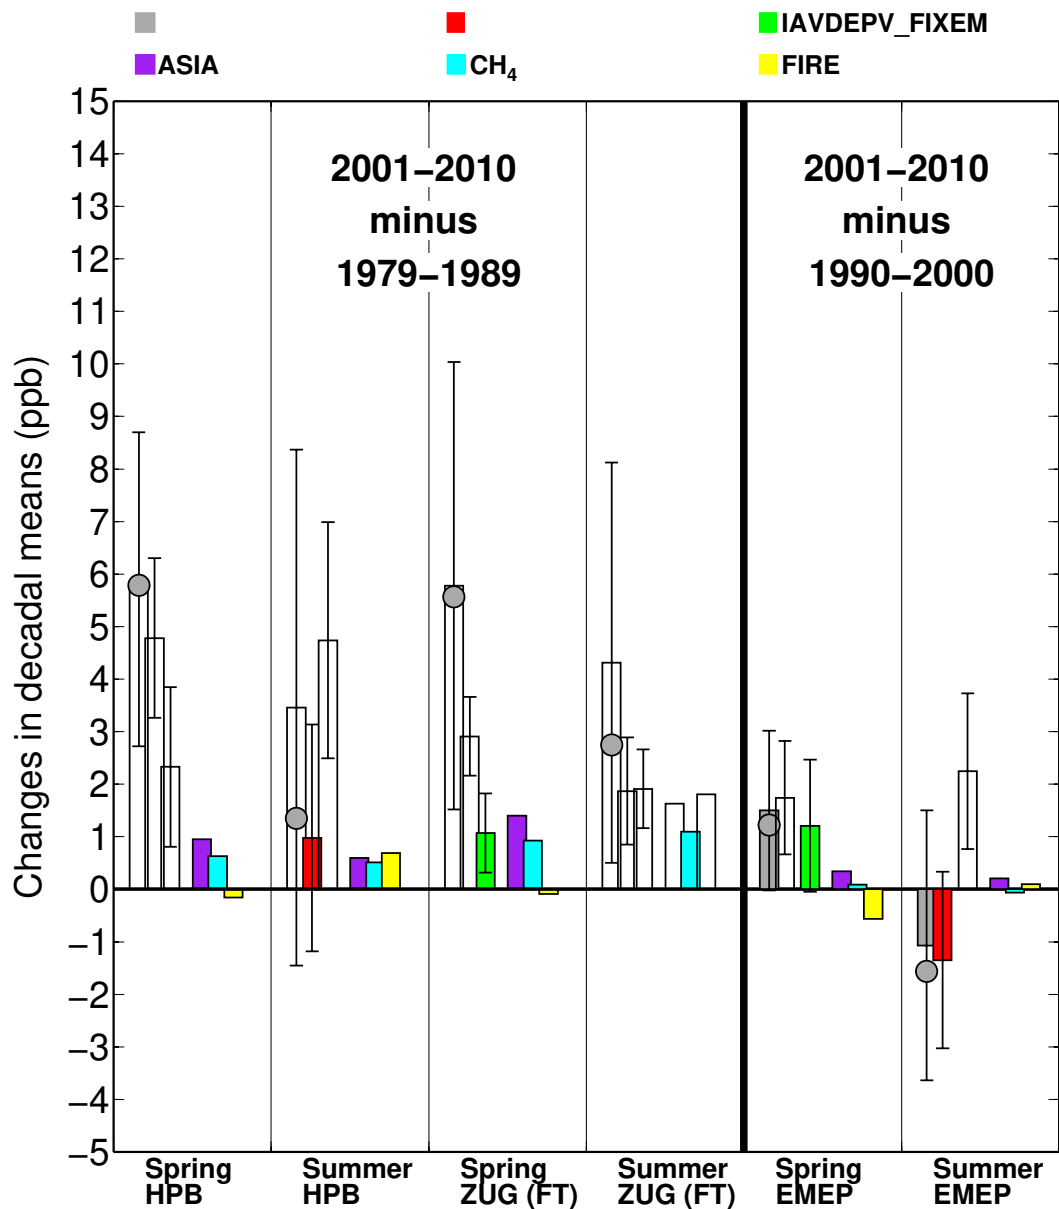 IAVDEPV_FIXEM
ASIA CH₄ FIRE
15
14
13
12
11
10
9
8
7
6
5
4
3
2
1
0
−1
−2
−3
−4
−5
Changes in decadal means (ppb)
2001−2010
minus
1979−1989
2001−2010
minus
1990−2000
Spring
HPB
Summer
HPB
Spring
ZUG (FT)
Summer
ZUG (FT)
Spring
EMEP
Summer
EMEP